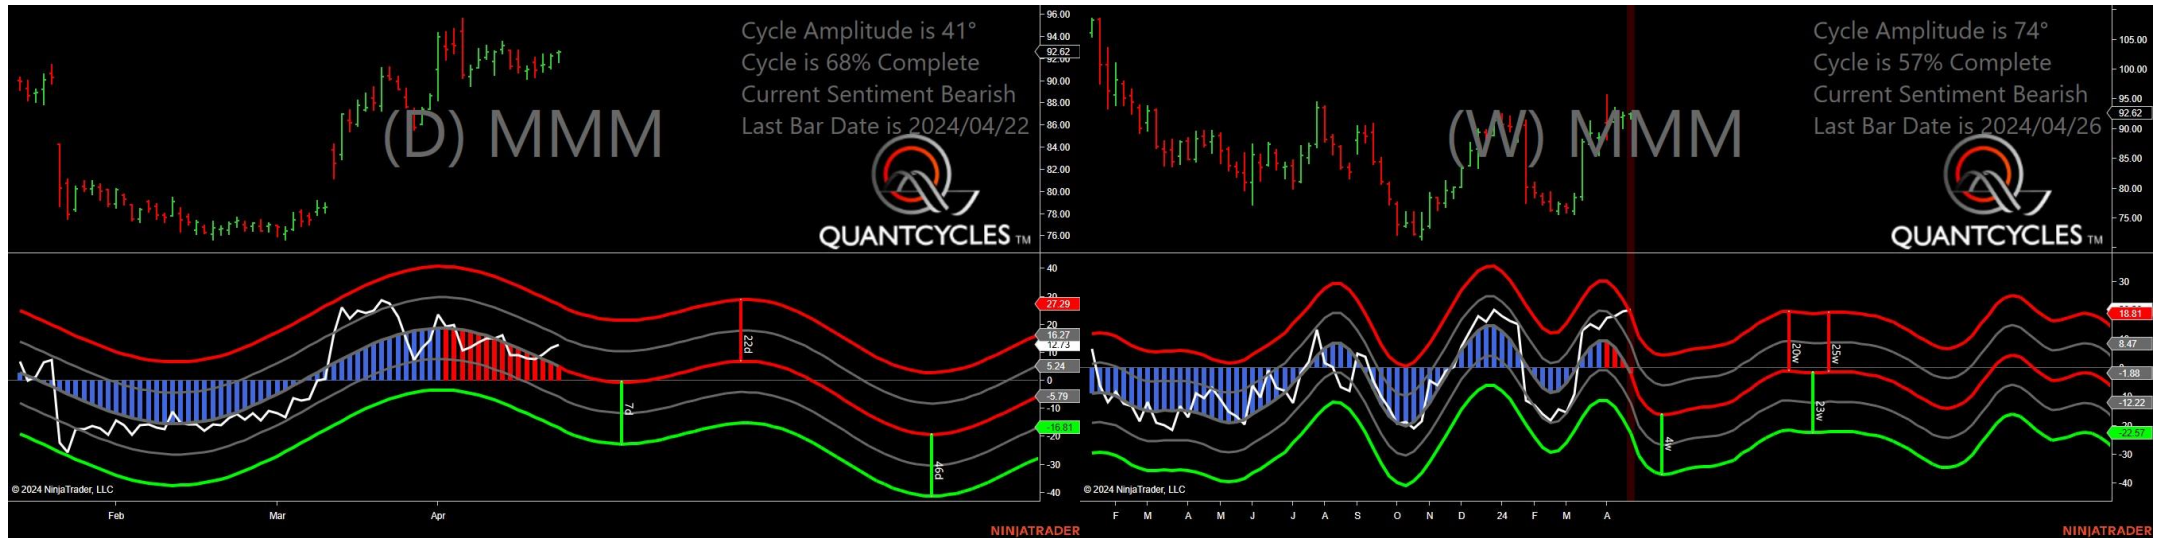 Cycle Amplitude is 41°
Cycle is 68% Complete
Current Sentiment Bearish
Last Bar Date is 2024/04/22
(D) MMM
QUANTCYCLES TM
96.00
94.00
92.62
92.00
90.00
88.00
86.00
84.00
82.00
80.00
78.00
76.00
40
27.29
20
16.27
12.73
10
5.24
0
-5.79
-10
-16.81
-20
-30
-40
22d
7d
46d
© 2024 NinjaTrader, LLC
Feb Mar Apr
NINJATRADER
Cycle Amplitude is 74°
Cycle is 57% Complete
Current Sentiment Bearish
Last Bar Date is 2024/04/26
(W) MMM
QUANTCYCLES TM
105.00
100.00
95.00
92.62
90.00
85.00
80.00
75.00
30
18.81
8.47
-1.88
-12.22
-22.57
-30
-40
20w
25w
23w
4w
© 2024 NinjaTrader, LLC
F M A M J J A S O N D 24 F M A
NINJATRADER